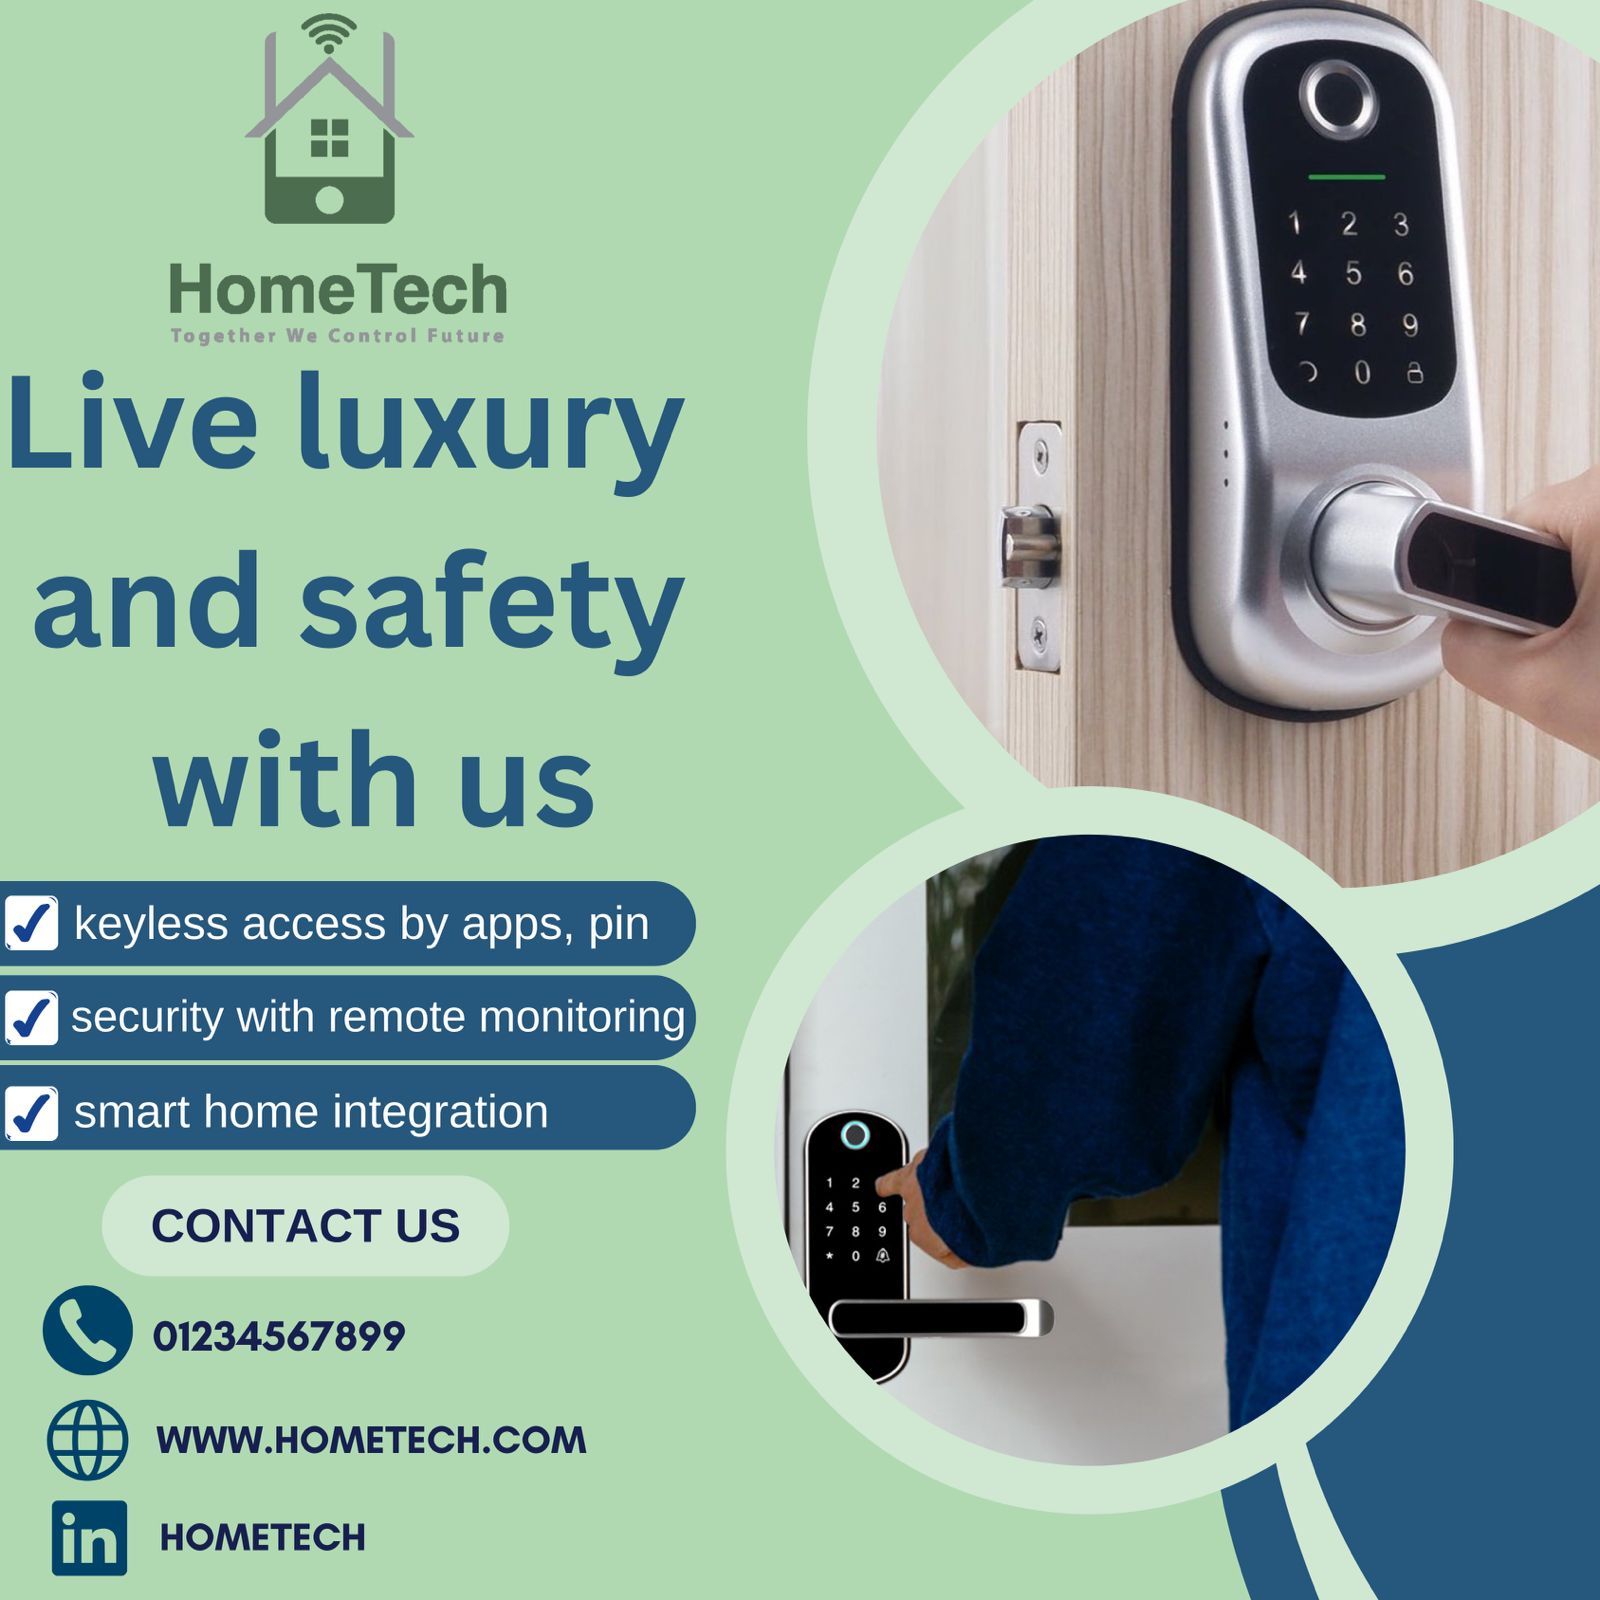 HomeTech
Together We Control Future
Live luxury
and safety
with us
keyless access by apps, pin
security with remote monitoring
smart home integration
CONTACT US
01234567899
WWW.HOMETECH.COM
in HOMETECH
1 2 3
4 5 6
7 8 9
0
1 2
4 5 6
7 8 9
* 0